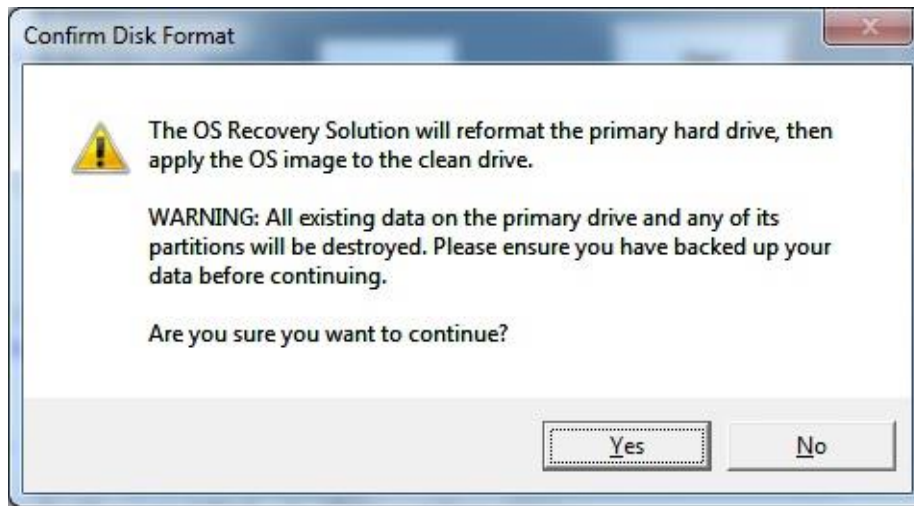 Confirm Disk Format
The OS Recovery Solution will reformat the primary hard drive, then
apply the OS image to the clean drive.
WARNING: All existing data on the primary drive and any of its
partitions will be destroyed. Please ensure you have backed up your
data before continuing.
Are you sure you want to continue?
Yes
No